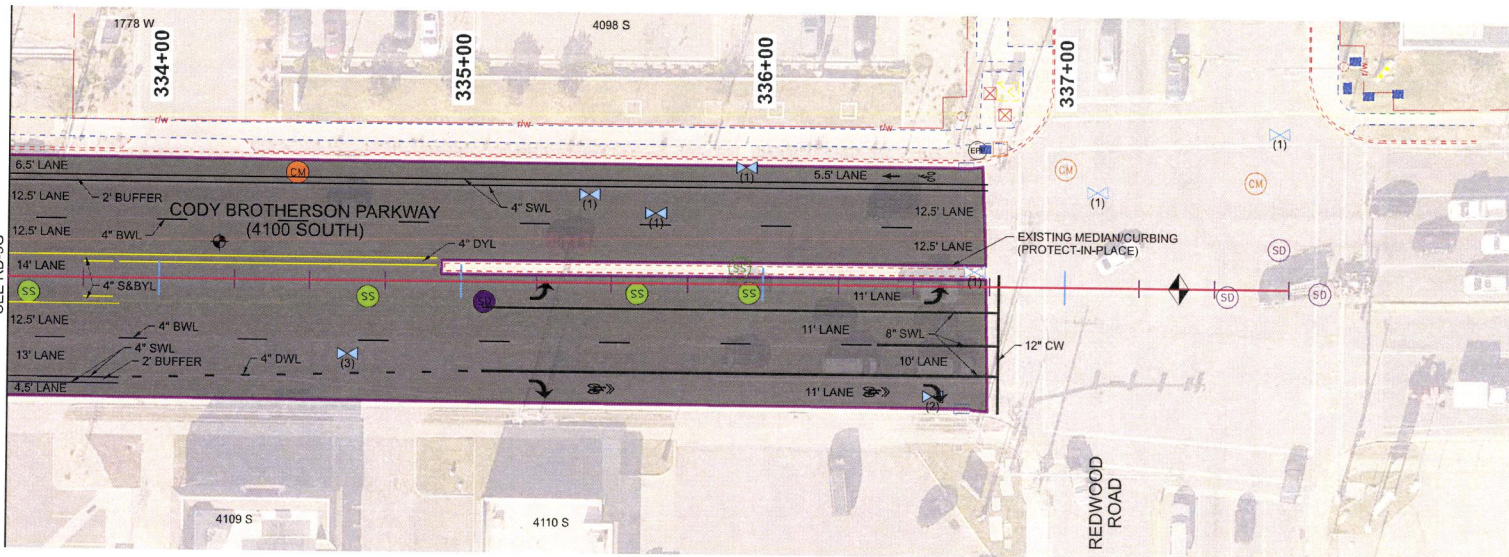 1778 W
4098 S
334+00
335+00
336+00
337+00
r/w
r/w
r/w
r/w
r/w
EP
6.5' LANE
CM
(1)
5.5' LANE
(1)
CM
CM
(1)
2' BUFFER
4" SWL
(1)
(1)
12.5' LANE
CODY BROTHERSON PARKWAY
(4100 SOUTH)
12.5' LANE
12.5' LANE
4" BWL
4" DYL
12.5' LANE
EXISTING MEDIAN/CURBING
(PROTECT-IN-PLACE)
14' LANE
4" S&BYL
SS
(1)
SD
SS
SS
SD
SS
SS
11' LANE
SD
SD
12.5' LANE
4" BWL
11' LANE
8" SWL
12" CW
13' LANE
4" SWL
2' BUFFER
4" DWL
(3)
10' LANE
4.5' LANE
11' LANE
(2)
REDWOOD
ROAD
4109 S
4110 S